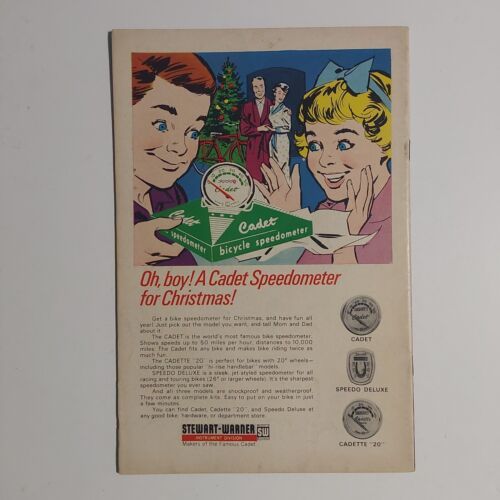 Cadet
Cadet
speedometer
Cadet
bicycle speedometer
Oh, boy! A Cadet Speedometer
for Christmas!
Get a bike speedometer for Christmas, and have fun all
year! Just pick out the model you want, and tell Mom and Dad
about it.
The CADET is the world's most famous bike speedometer.
Shows speeds up to 50 miles per hour, distances to 10,000
miles. The Cadet fits any bike and makes bike riding twice as
much fun.
The CADETTE "20" is perfect for bikes with 20" wheels—
including those popular hi-rise handlebar models.
SPEEDO DELUXE is a sleek, jet styled speedometer for all
racing and touring bikes (26" or larger wheels). It's the sharpest
speedometer you ever saw.
And all three models are shockproof and weatherproof.
They come as complete kits. Easy to put on your bike in just
a few minutes.
You can find Cadet, Cadette "20", and Speedo Deluxe at
any good bike, hardware, or department store.
CADET
SPEEDO DELUXE
CADETTE "20"
STEWART-WARNER SW
INSTRUMENT DIVISION
Makers of the Famous Cadet